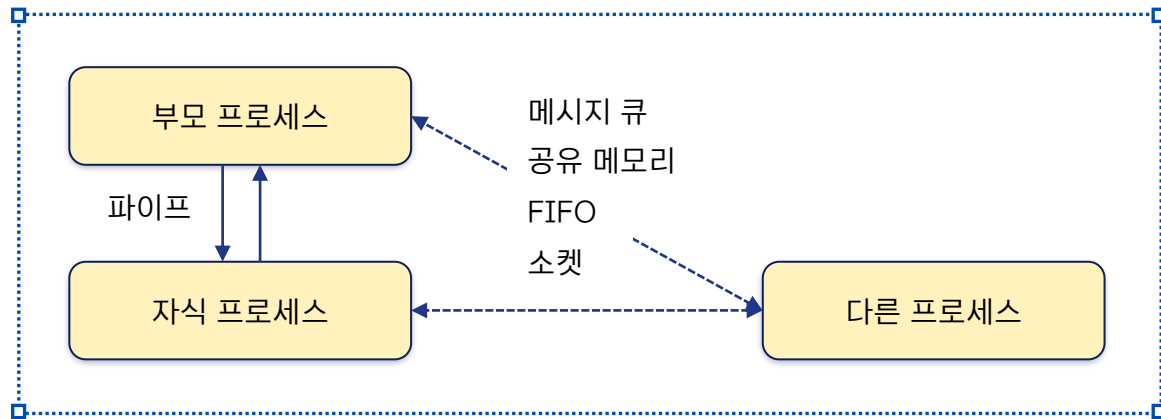 부모 프로세스
메시지 큐
공유 메모리
파이프
FIFO
소켓
자식 프로세스
다른 프로세스